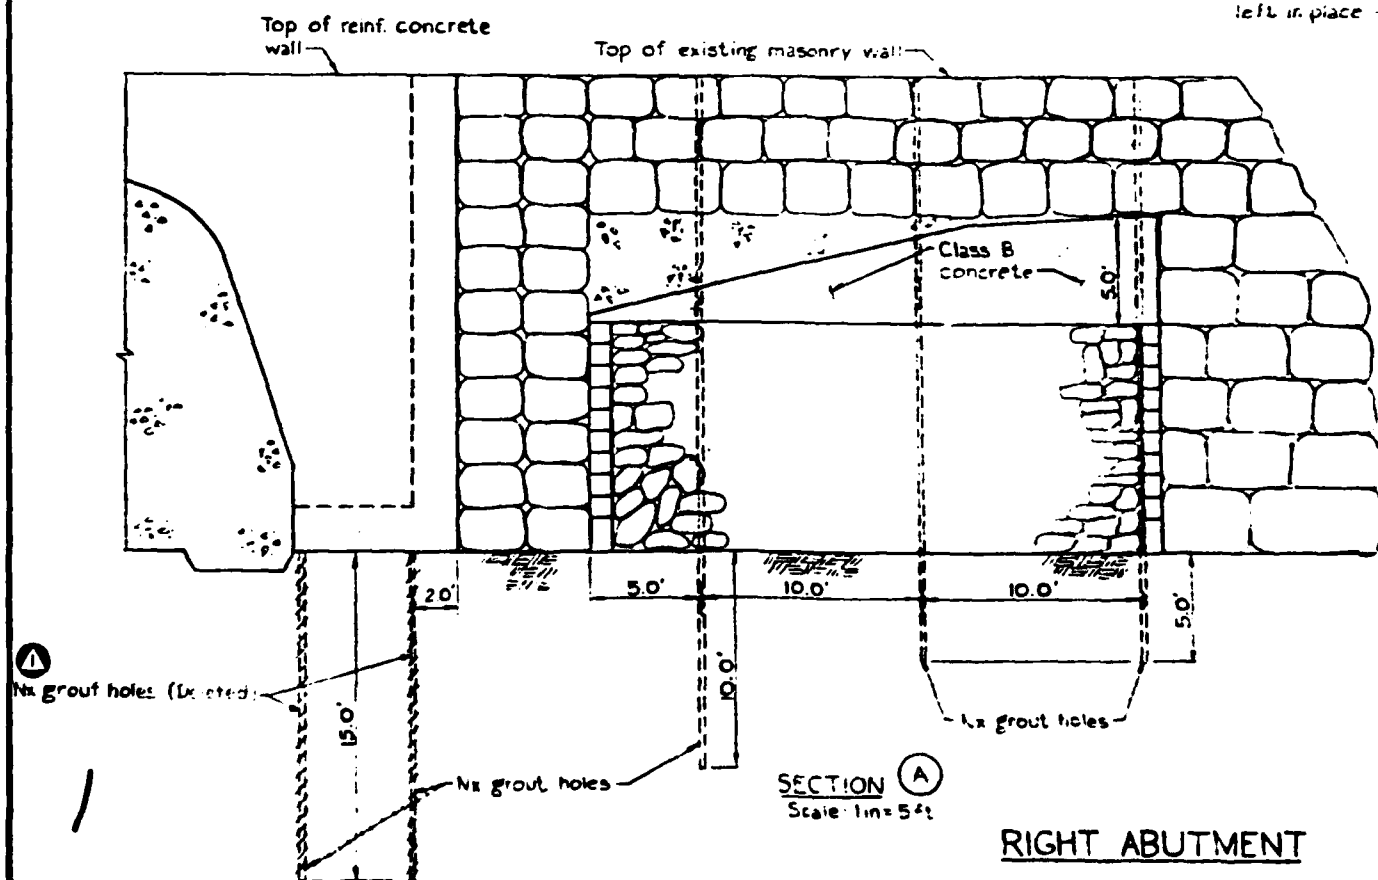 left in place
Top of reinf. concrete
wall
Top of existing masonry wall
Class B
concrete
5.0'
2.0'
5.0'
10.0'
10.0'
5.0'
10.0'
15.0'
Nx grout holes (Deleted)
Nx grout holes
Nx grout holes
SECTION A
Scale: 1in = 5ft
RIGHT ABUTMENT